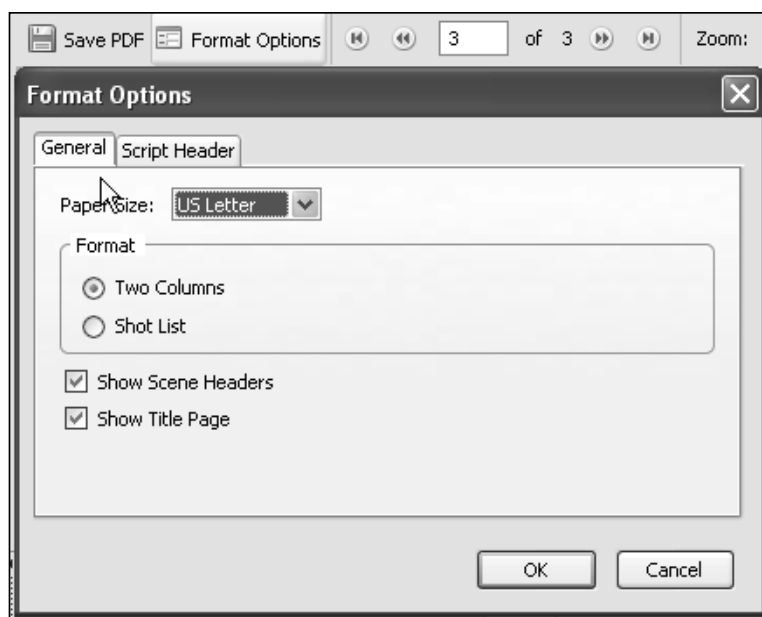 Save PDF Format Options 3 of 3 Zoom:
Format Options
General Script Header
Paper Size: US Letter
Format
Two Columns
Shot List
Show Scene Headers
Show Title Page
OK Cancel